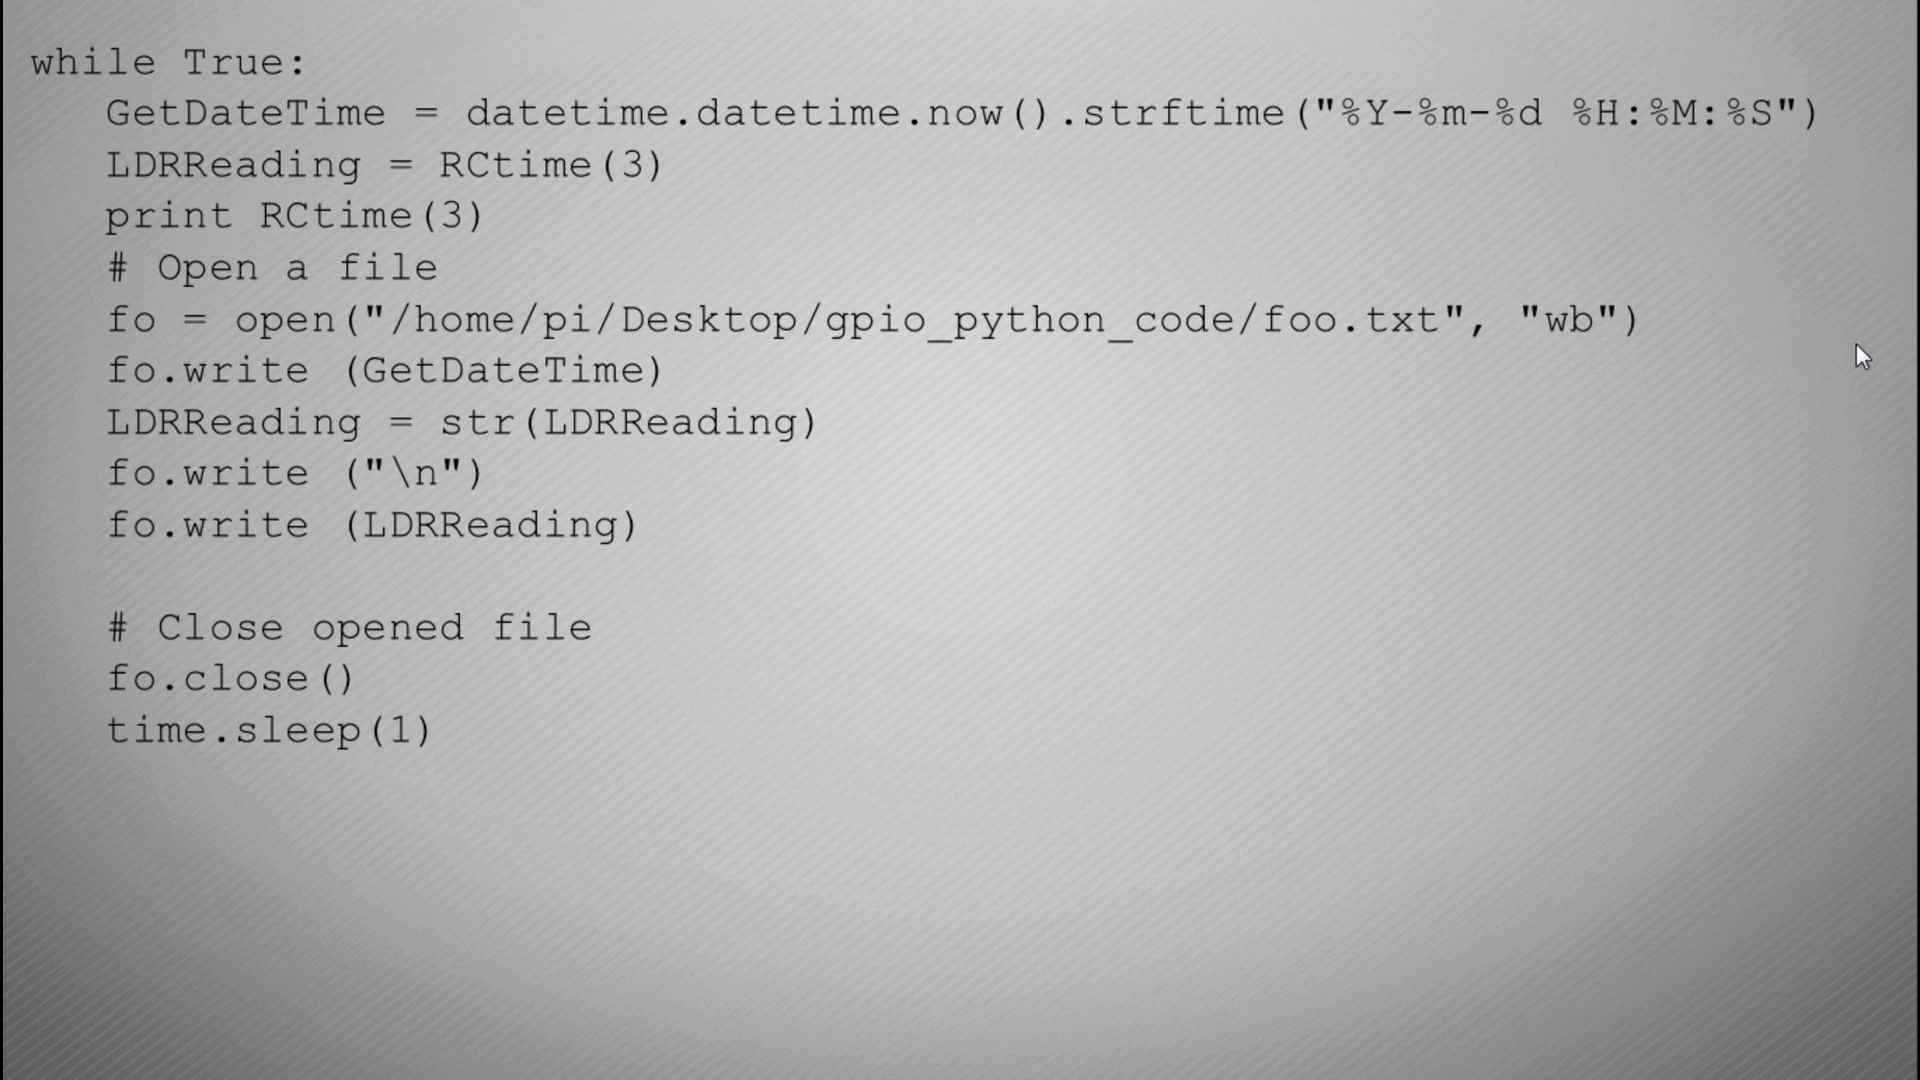 while True:
   GetDateTime = datetime.datetime.now().strftime("%Y-%m-%d %H:%M:%S")
   LDRReading = RCtime(3)
   print RCtime(3)
   # Open a file
   fo = open("/home/pi/Desktop/gpio_python_code/foo.txt", "wb")
   fo.write (GetDateTime)
   LDRReading = str(LDRReading)
   fo.write ("\n")
   fo.write (LDRReading)

   # Close opened file
   fo.close()
   time.sleep(1)